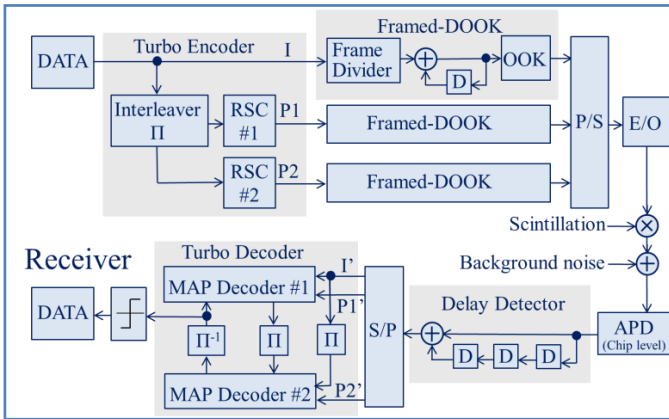 Framed-DOOK
Turbo Encoder
I
DATA
Frame
Divider
D
OOK
Interleaver
Π
RSC
#1
P1
Framed-DOOK
P/S
E/O
RSC
#2
P2
Framed-DOOK
Scintillation
Background noise
Receiver
Turbo Decoder
I'
MAP Decoder #1
P1'
S/P
Delay Detector
APD
(Chip level)
DATA
Π-1
Π
Π
D
D
D
MAP Decoder #2
P2'